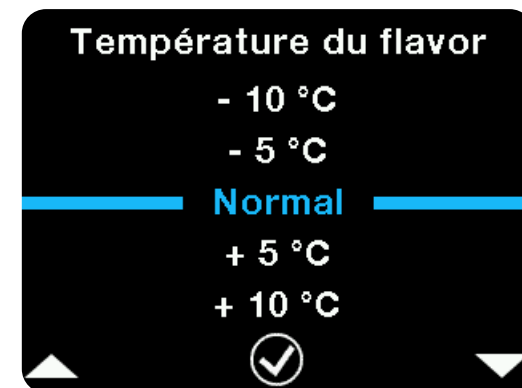 Température du flavor
- 10 °C
- 5 °C
Normal
+ 5 °C
+ 10 °C